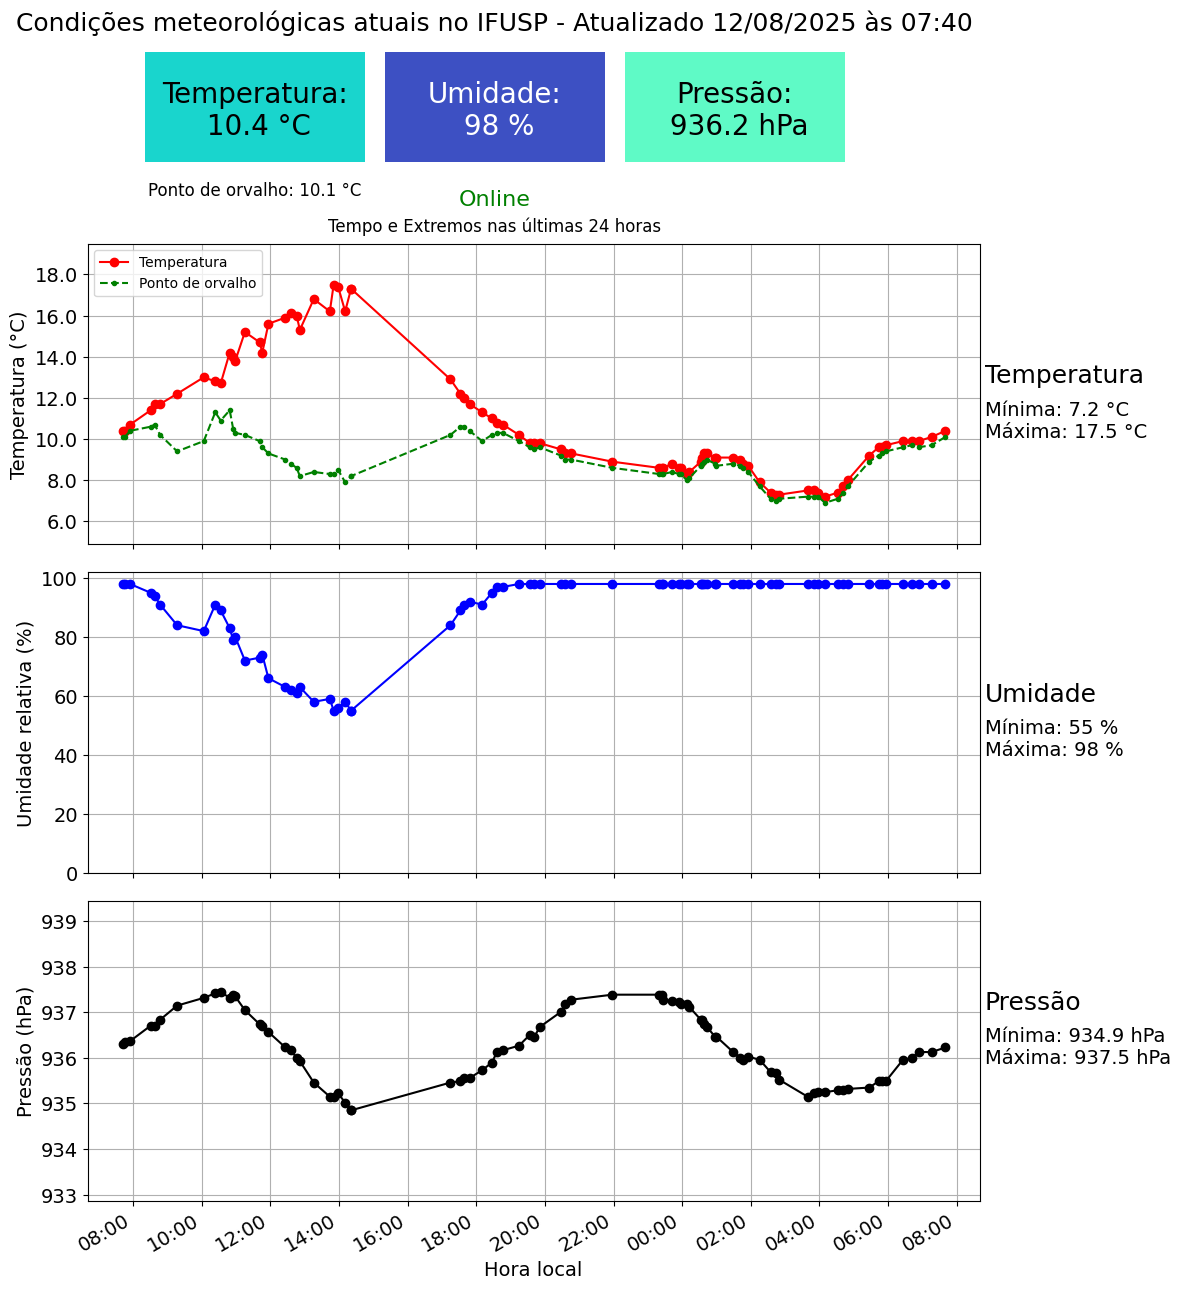 Condições meteorológicas atuais no IFUSP - Atualizado 12/08/2025 às 07:40
Temperatura:
10.4 °C
Umidade:
98 %
Pressão:
936.2 hPa
Ponto de orvalho: 10.1 °C
Online
Tempo e Extremos nas últimas 24 horas
Temperatura
Ponto de orvalho
Temperatura (°C)
18.0
16.0
14.0
12.0
10.0
8.0
6.0
Temperatura
Mínima: 7.2 °C
Máxima: 17.5 °C
Umidade relativa (%)
100
80
60
40
20
0
Umidade
Mínima: 55 %
Máxima: 98 %
Pressão (hPa)
939
938
937
936
935
934
933
Pressão
Mínima: 934.9 hPa
Máxima: 937.5 hPa
08:00 10:00 12:00 14:00 16:00 18:00 20:00 22:00 00:00 02:00 04:00 06:00 08:00
Hora local